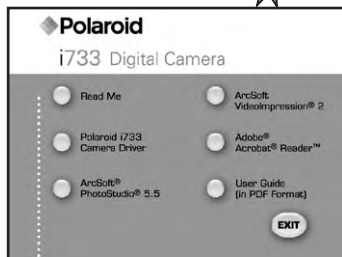 Polaroid
i733 Digital Camera
Read Me
Polaroid i733
Camera Driver
ArcSoft®
PhotoStudio® 5.5
ArcSoft
VideoImpression® 2
Adobe®
Acrobat® Reader™
User Guide
(in PDF Format)
EXIT